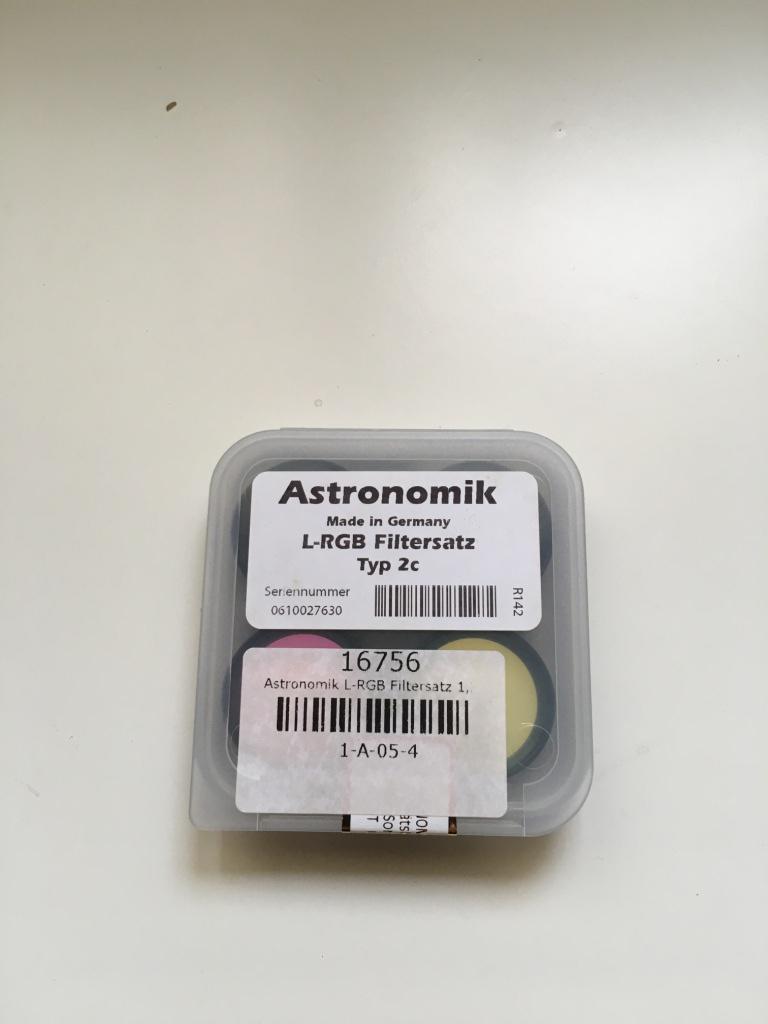 Astronomik
Made in Germany
L-RGB Filtersatz
Typ 2c
Seriennummer
0610027630
R142
16756
Astronomik L-RGB Filtersatz 1,
1-A-05-4